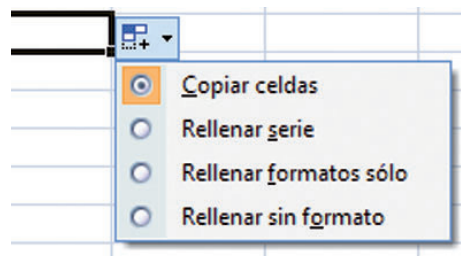 Copiar celdas
Rellenar serie
Rellenar formatos sólo
Rellenar sin formato